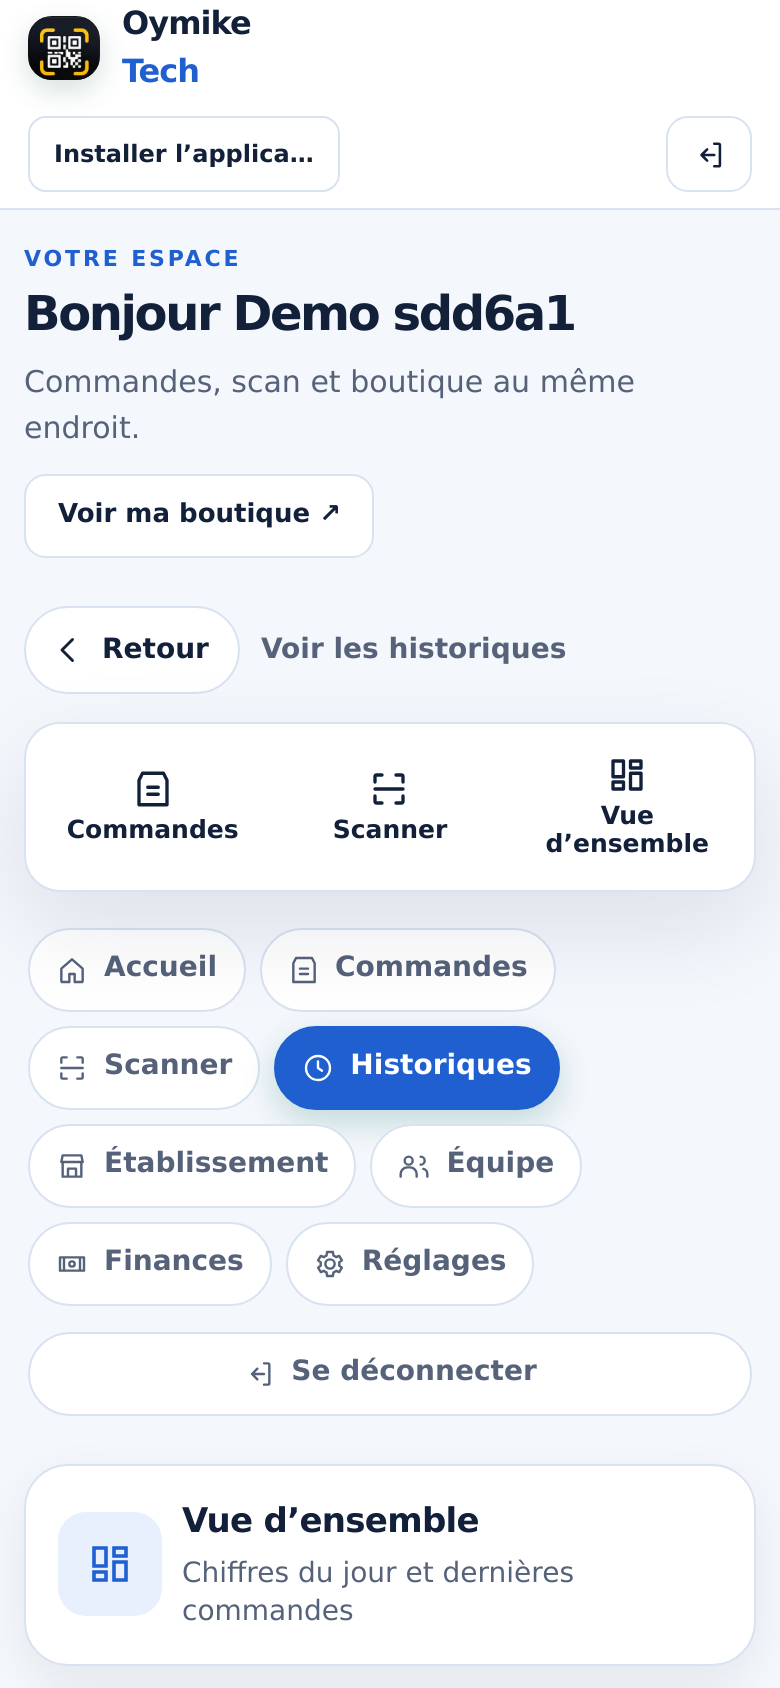 Oymike
Tech
Installer l’applica…
VOTRE ESPACE
Bonjour Demo sdd6a1
Commandes, scan et boutique au même
endroit.
Voir ma boutique ↗
Retour
Voir les historiques
Commandes
Scanner
Vue
d’ensemble
Accueil
Commandes
Scanner
Historiques
Établissement
Équipe
Finances
Réglages
Se déconnecter
Vue d’ensemble
Chiffres du jour et dernières
commandes